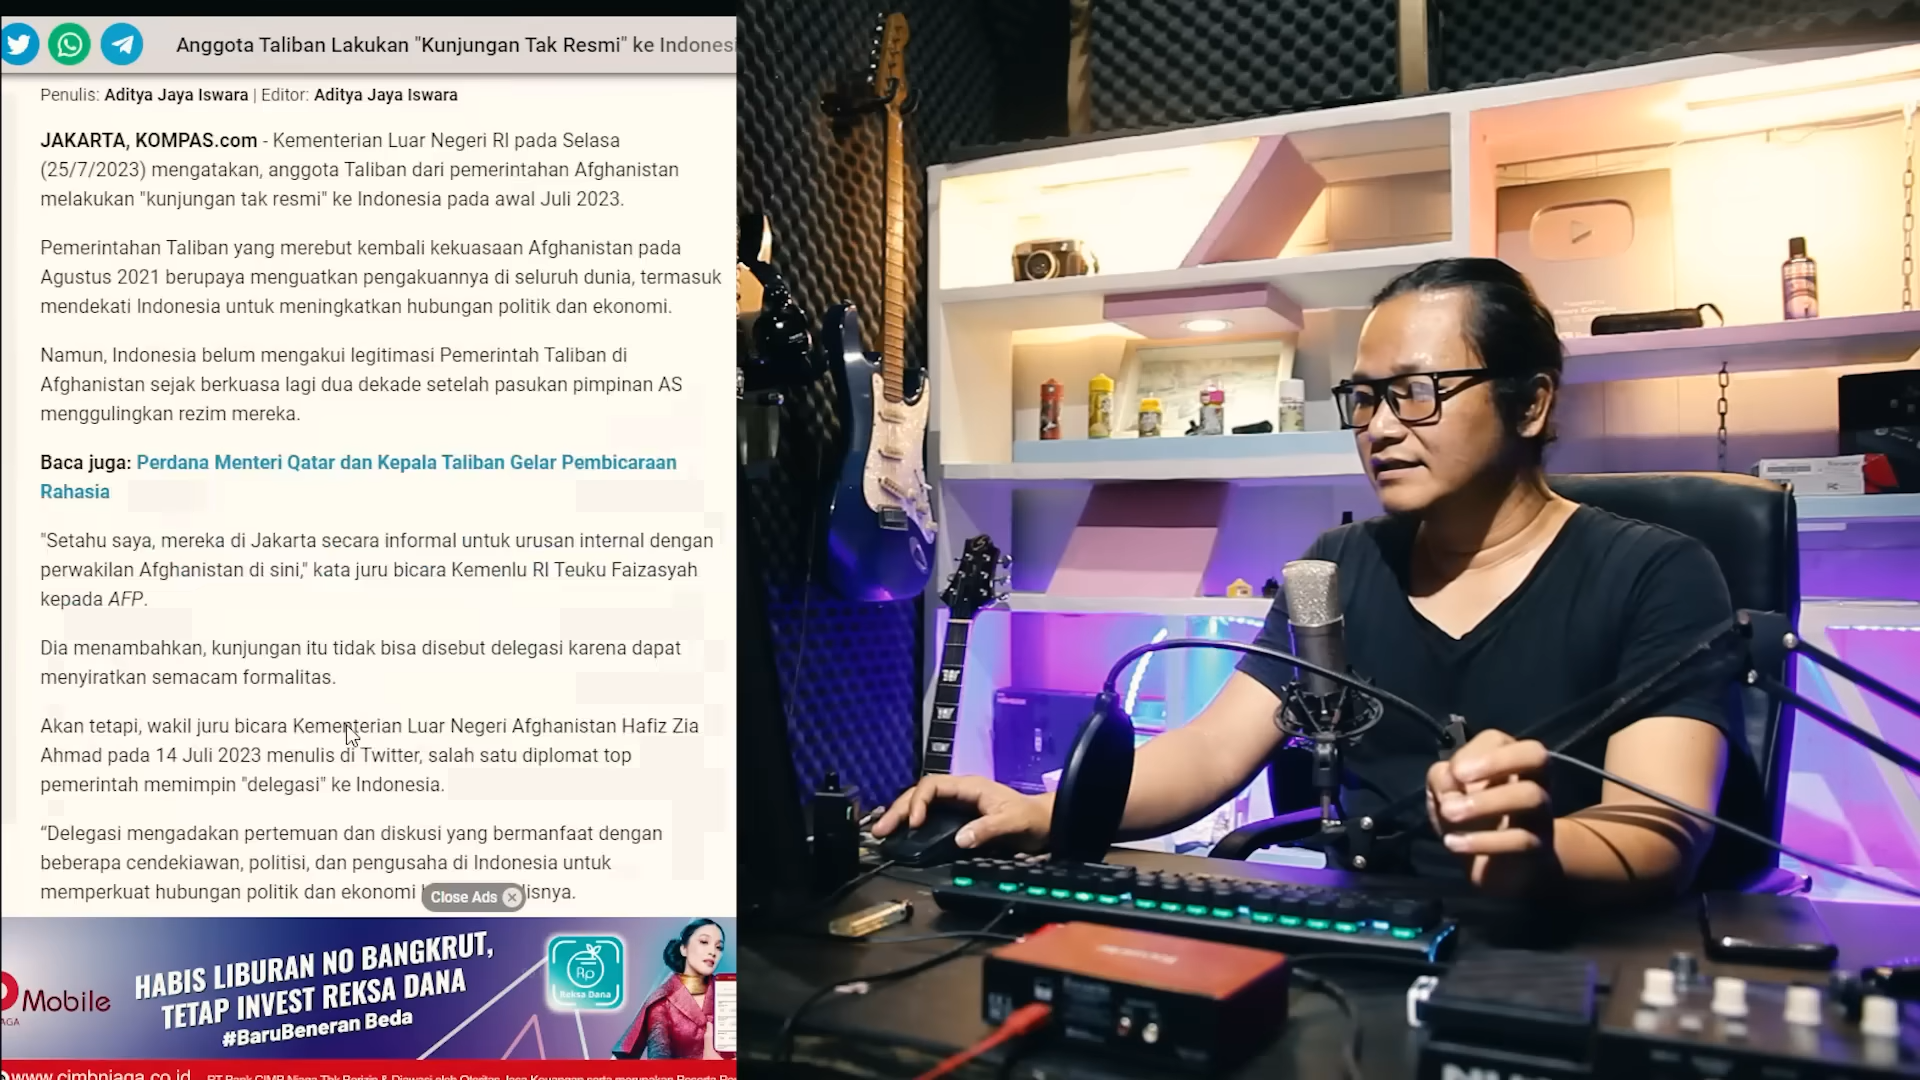 Anggota Taliban Lakukan "Kunjungan Tak Resmi" ke Indonesi
Penulis: Aditya Jaya Iswara | Editor: Aditya Jaya Iswara
JAKARTA, KOMPAS.com - Kementerian Luar Negeri RI pada Selasa
(25/7/2023) mengatakan, anggota Taliban dari pemerintahan Afghanistan
melakukan "kunjungan tak resmi" ke Indonesia pada awal Juli 2023.
Pemerintahan Taliban yang merebut kembali kekuasaan Afghanistan pada
Agustus 2021 berupaya menguatkan pengakuannya di seluruh dunia, termasuk
mendekati Indonesia untuk meningkatkan hubungan politik dan ekonomi.
Namun, Indonesia belum mengakui legitimasi Pemerintah Taliban di
Afghanistan sejak berkuasa lagi dua dekade setelah pasukan pimpinan AS
menggulingkan rezim mereka.
Baca juga: Perdana Menteri Qatar dan Kepala Taliban Gelar Pembicaraan
Rahasia
"Setahu saya, mereka di Jakarta secara informal untuk urusan internal dengan
perwakilan Afghanistan di sini," kata juru bicara Kemenlu RI Teuku Faizasyah
kepada AFP.
Dia menambahkan, kunjungan itu tidak bisa disebut delegasi karena dapat
menyiratkan semacam formalitas.
Akan tetapi, wakil juru bicara Kementerian Luar Negeri Afghanistan Hafiz Zia
Ahmad pada 14 Juli 2023 menulis di Twitter, salah satu diplomat top
pemerintah memimpin "delegasi" ke Indonesia.
“Delegasi mengadakan pertemuan dan diskusi yang bermanfaat dengan
beberapa cendekiawan, politisi, dan pengusaha di Indonesia untuk
memperkuat hubungan politik dan ekonomi lisnya.
Close Ads
Mobile
AGA
HABIS LIBURAN NO BANGKRUT,
TETAP INVEST REKSA DANA
#BaruBeneran Beda
Rp
Reksa Dana
www.cimbniaga.co.id